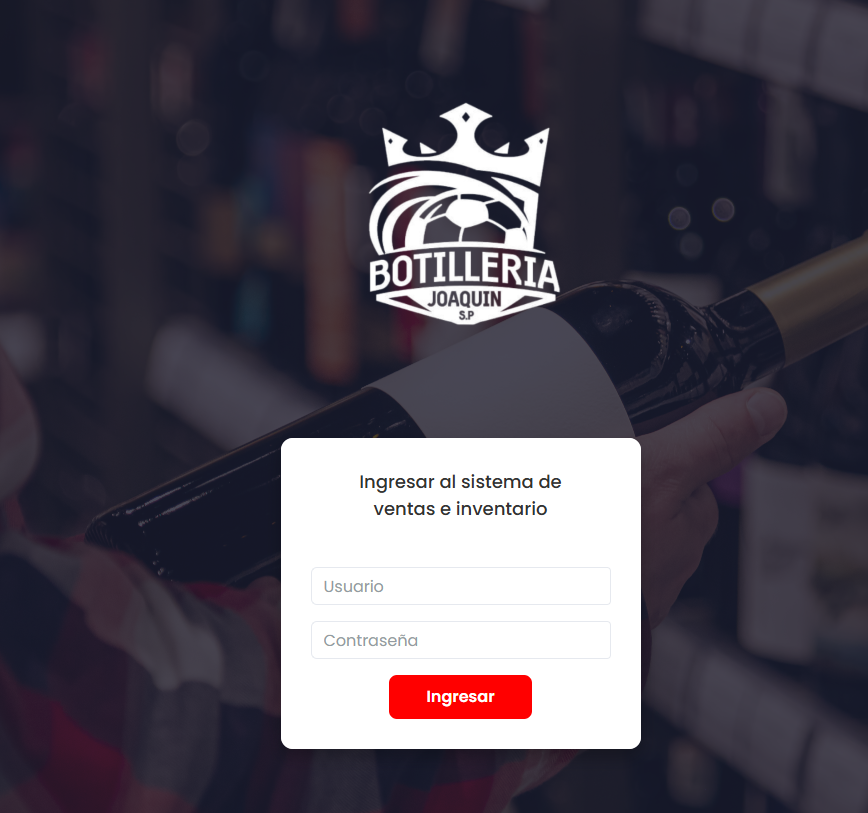 BOTILLERIA
JOAQUIN
S.P
Ingresar al sistema de
ventas e inventario
Usuario
Contraseña
Ingresar